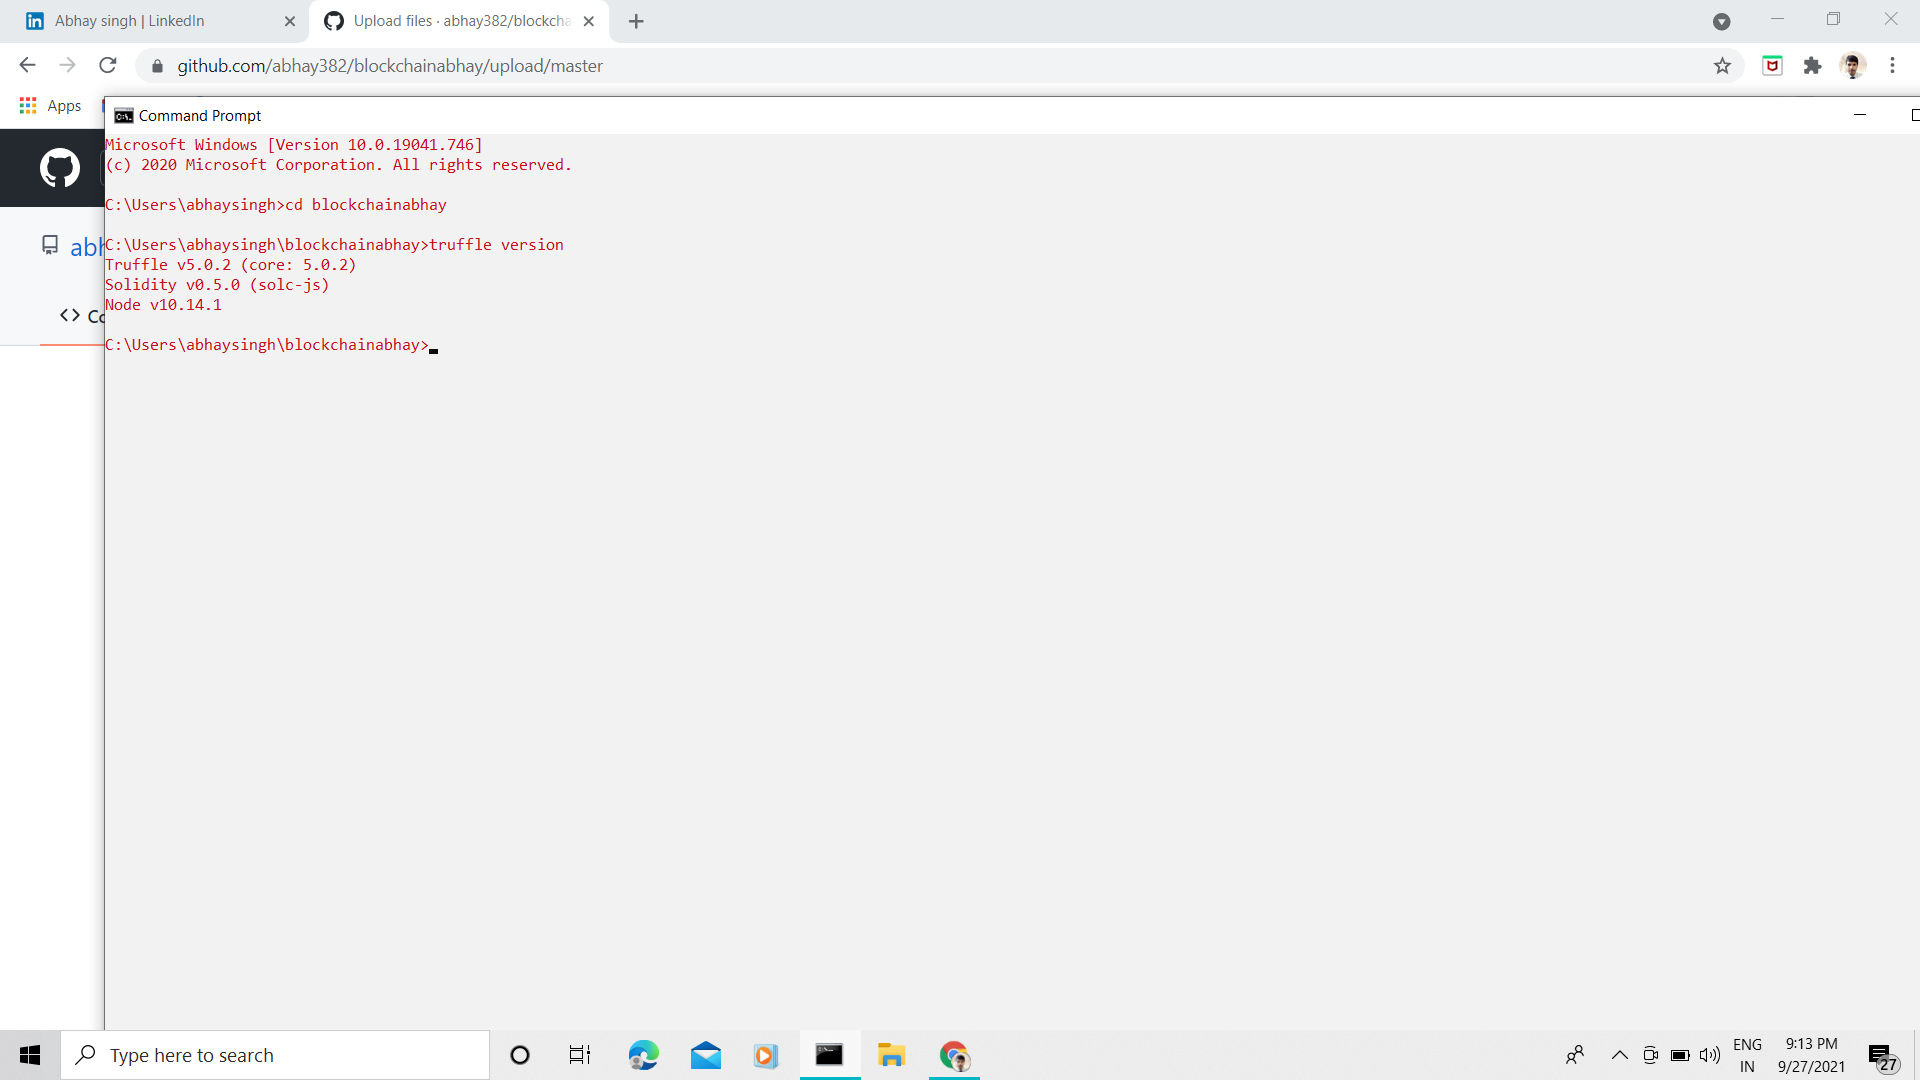 Abhay singh | LinkedIn
Upload files · abhay382/blockcha
github.com/abhay382/blockchainabhay/upload/master
Apps
Command Prompt
Microsoft Windows [Version 10.0.19041.746]
(c) 2020 Microsoft Corporation. All rights reserved.
C:\Users\abhaysingh>cd blockchainabhay
abh
C:\Users\abhaysingh\blockchainabhay>truffle version
Truffle v5.0.2 (core: 5.0.2)
Solidity v0.5.0 (solc-js)
Node v10.14.1
<> Co
C:\Users\abhaysingh\blockchainabhay>
Type here to search
ENG
IN
9:13 PM
9/27/2021
27